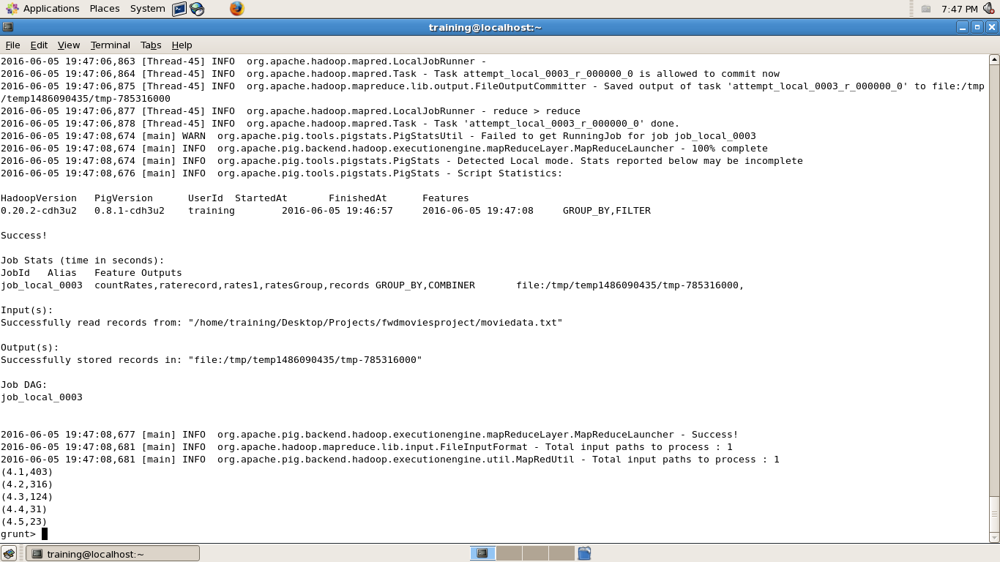 Applications Places System 7:47 PM
training@localhost:~
File Edit View Terminal Tabs Help
2016-06-05 19:47:06,863 [Thread-45] INFO  org.apache.hadoop.mapred.LocalJobRunner -
2016-06-05 19:47:06,864 [Thread-45] INFO  org.apache.hadoop.mapred.Task - Task attempt_local_0003_r_000000_0 is allowed to commit now
2016-06-05 19:47:06,875 [Thread-45] INFO  org.apache.hadoop.mapreduce.lib.output.FileOutputCommitter - Saved output of task 'attempt_local_0003_r_000000_0' to file:/tmp
/temp1486090435/tmp-785316000
2016-06-05 19:47:06,877 [Thread-45] INFO  org.apache.hadoop.mapred.LocalJobRunner - reduce > reduce
2016-06-05 19:47:06,878 [Thread-45] INFO  org.apache.hadoop.mapred.Task - Task 'attempt_local_0003_r_000000_0' done.
2016-06-05 19:47:08,674 [main] WARN  org.apache.pig.tools.pigstats.PigStatsUtil - Failed to get RunningJob for job job_local_0003
2016-06-05 19:47:08,674 [main] INFO  org.apache.pig.backend.hadoop.executionengine.mapReduceLayer.MapReduceLauncher - 100% complete
2016-06-05 19:47:08,674 [main] INFO  org.apache.pig.tools.pigstats.PigStats - Detected Local mode. Stats reported below may be incomplete
2016-06-05 19:47:08,676 [main] INFO  org.apache.pig.tools.pigstats.PigStats - Script Statistics:
HadoopVersion   PigVersion      UserId  StartedAt       FinishedAt      Features
0.20.2-cdh3u2   0.8.1-cdh3u2    training        2016-06-05 19:46:57     2016-06-05 19:47:08     GROUP_BY,FILTER
Success!
Job Stats (time in seconds):
JobId   Alias   Feature Outputs
job_local_0003  countRates,raterecord,rates1,ratesGroup,records GROUP_BY,COMBINER       file:/tmp/temp1486090435/tmp-785316000,
Input(s):
Successfully read records from: "/home/training/Desktop/Projects/fwdmoviesproject/moviedata.txt"
Output(s):
Successfully stored records in: "file:/tmp/temp1486090435/tmp-785316000"
Job DAG:
job_local_0003
2016-06-05 19:47:08,677 [main] INFO  org.apache.pig.backend.hadoop.executionengine.mapReduceLayer.MapReduceLauncher - Success!
2016-06-05 19:47:08,681 [main] INFO  org.apache.hadoop.mapreduce.lib.input.FileInputFormat - Total input paths to process : 1
2016-06-05 19:47:08,681 [main] INFO  org.apache.pig.backend.hadoop.executionengine.util.MapRedUtil - Total input paths to process : 1
(4.1,403)
(4.2,316)
(4.3,124)
(4.4,31)
(4.5,23)
grunt>
training@localhost:~